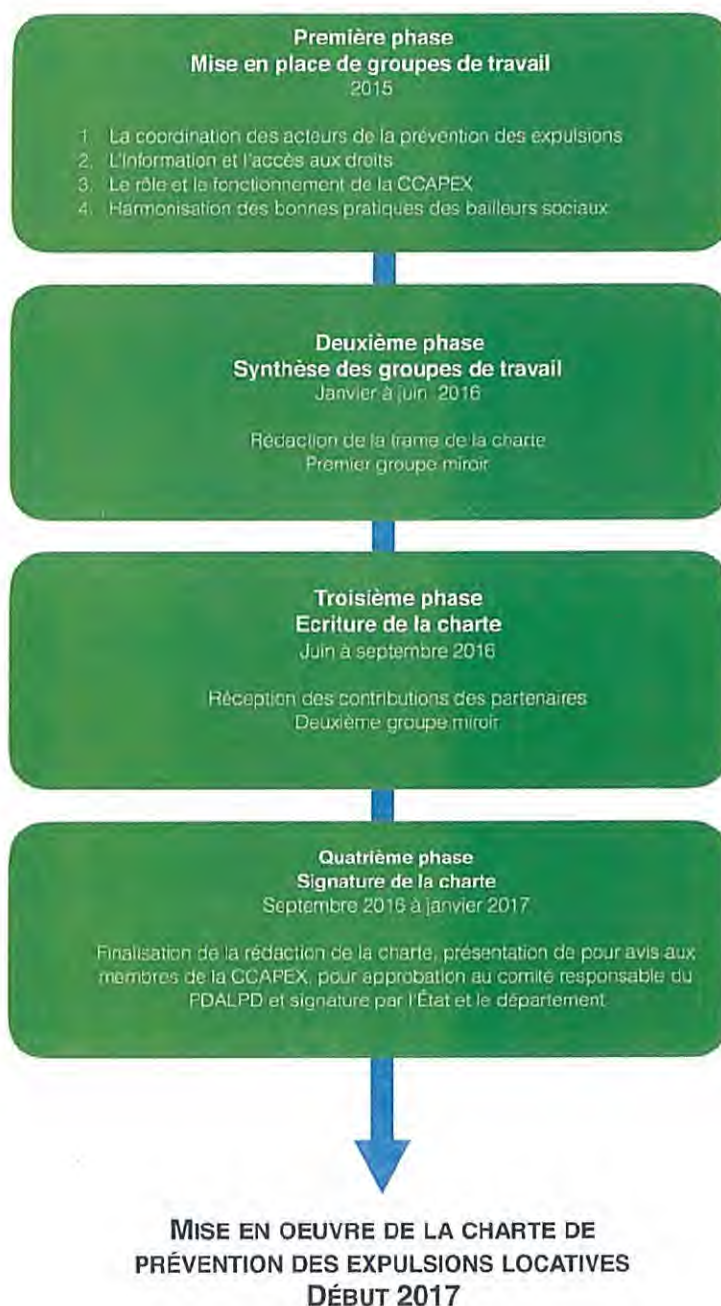 Première phase
Mise en place de groupes de travail
2015
1. La coordination des acteurs de la prévention des expulsions
2. L'information et l'accès aux droits
3. Le rôle et le fonctionnement de la CCAPEX
4. Harmonisation des bonnes pratiques des bailleurs sociaux
Deuxième phase
Synthèse des groupes de travail
Janvier à juin 2016
Rédaction de la trame de la charte
Premier groupe miroir
Troisième phase
Ecriture de la charte
Juin à septembre 2016
Réception des contributions des partenaires
Deuxième groupe miroir
Quatrième phase
Signature de la charte
Septembre 2016 à janvier 2017
Finalisation de la rédaction de la charte, présentation de pour avis aux
membres de la CCAPEX, pour approbation au comité responsable du
PDALPD et signature par l'État et le département
MISE EN OEUVRE DE LA CHARTE DE
PRÉVENTION DES EXPULSIONS LOCATIVES
DÉBUT 2017